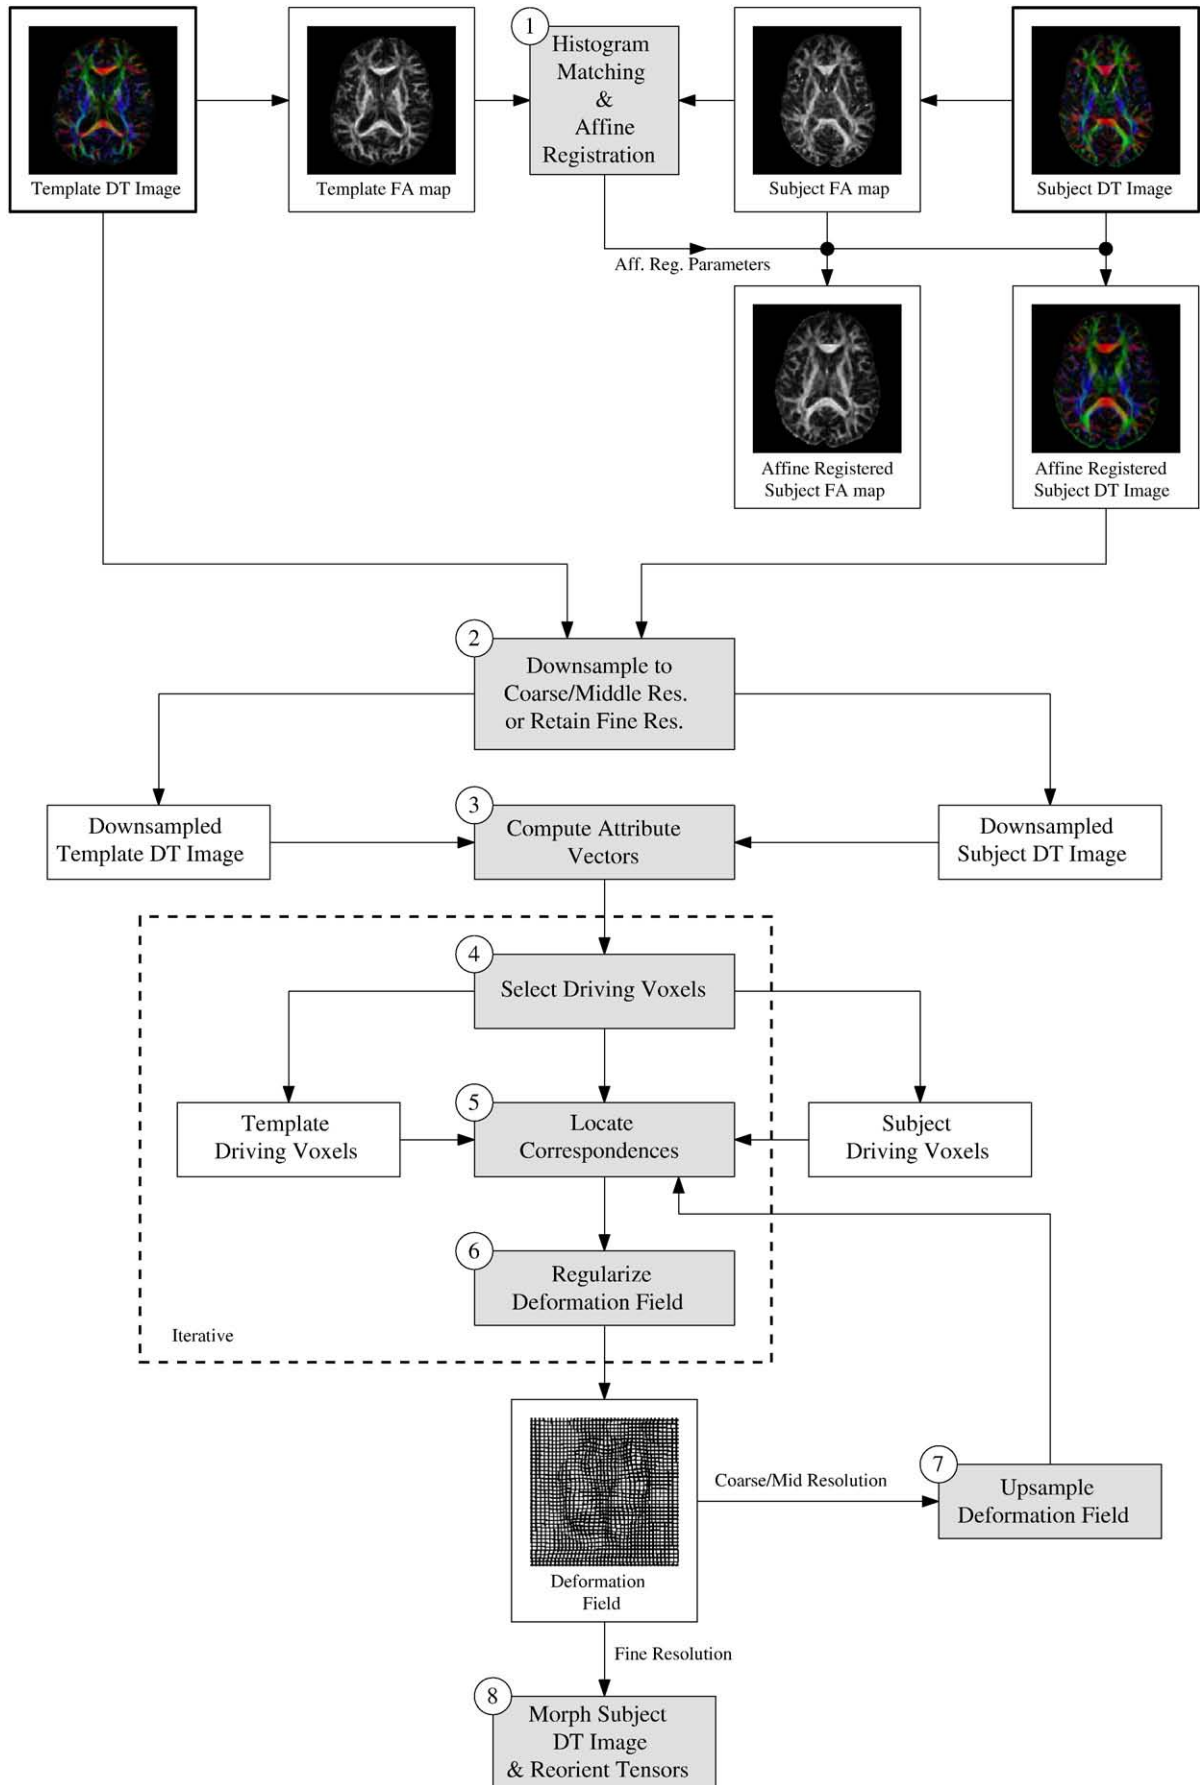 1
Histogram
Matching
&
Affine
Registration
Template DT Image
Template FA map
Subject FA map
Subject DT Image
Aff. Reg. Parameters
Affine Registered
Subject FA map
Affine Registered
Subject DT Image
2
Downsample to
Coarse/Middle Res.
or Retain Fine Res.
Downsampled
Template DT Image
3
Compute Attribute
Vectors
Downsampled
Subject DT Image
4
Select Driving Voxels
Template
Driving Voxels
5
Locate
Correspondences
Subject
Driving Voxels
6
Regularize
Deformation Field
Iterative
Deformation
Field
Coarse/Mid Resolution
7
Upsample
Deformation Field
Fine Resolution
8
Morph Subject
DT Image
& Reorient Tensors